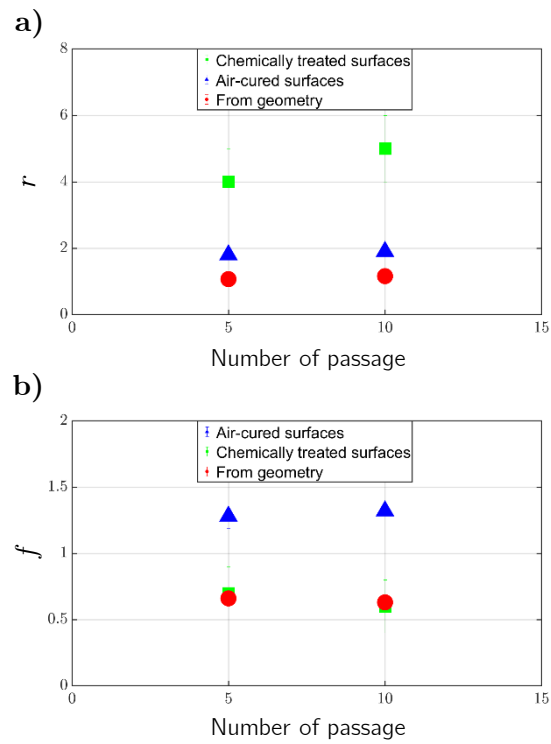 a)
8
6
4
2
0
r
Chemically treated surfaces
Air-cured surfaces
From geometry
0 5 10 15
Number of passage
b)
2
1.5
1
0.5
0
f
Air-cured surfaces
Chemically treated surfaces
From geometry
0 5 10 15
Number of passage